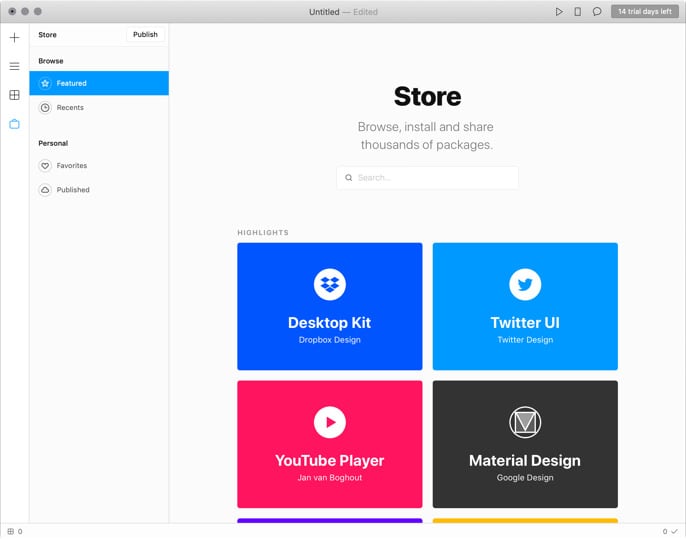 Untitled — Edited
14 trial days left
Store
Publish
Browse
Featured
Recents
Personal
Favorites
Published
Store
Browse, install and share
thousands of packages.
Search...
HIGHLIGHTS
Desktop Kit
Dropbox Design
Twitter UI
Twitter Design
YouTube Player
Jan van Boghout
Material Design
Google Design
0
0